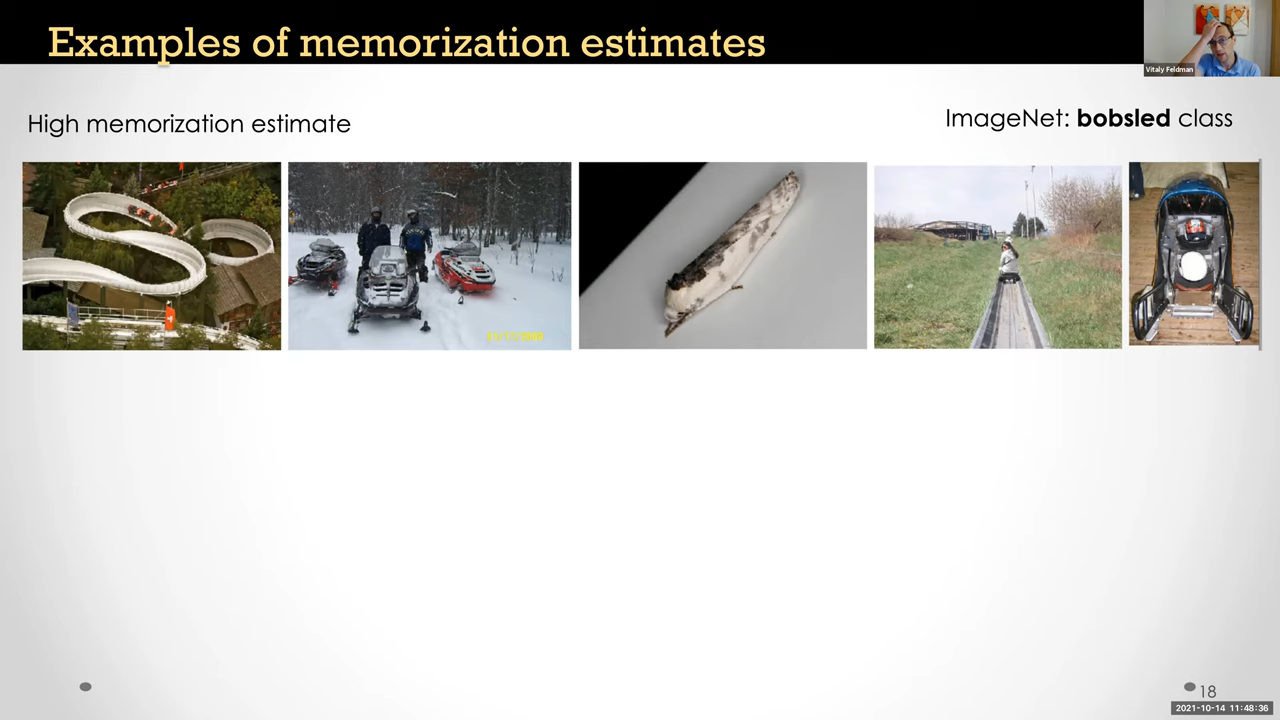 Examples of memorization estimates
Vitaly Feldman
High memorization estimate
ImageNet: bobsled class
18
2021-10-14 11:48:36